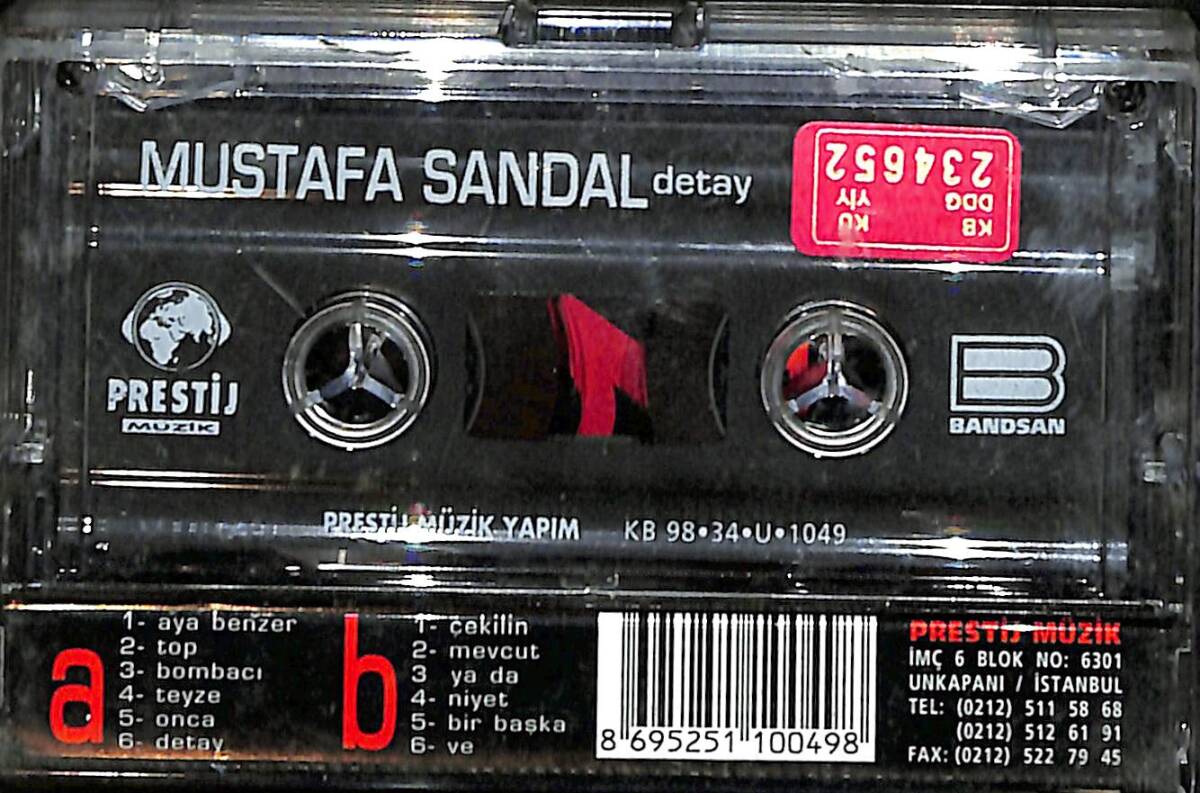 MUSTAFA SANDAL detay
234652
DDG YİY
KB KÜ
PRESTİJ
MÜZİK
BANDSAN
PRESTİJ MÜZİK YAPIM KB 98•34•U•1049
a
1- aya benzer
2- top
3- bombacı
4- teyze
5- onca
6- detay
b
1- çekilin
2- mevcut
3 ya da
4- niyet
5- bir başka
6- ve
8 695251 100498
PRESTİJ MÜZİK
İMÇ 6 BLOK NO: 6301
UNKAPANI / İSTANBUL
TEL: (0212) 511 58 68
(0212) 512 61 91
FAX: (0212) 522 79 45